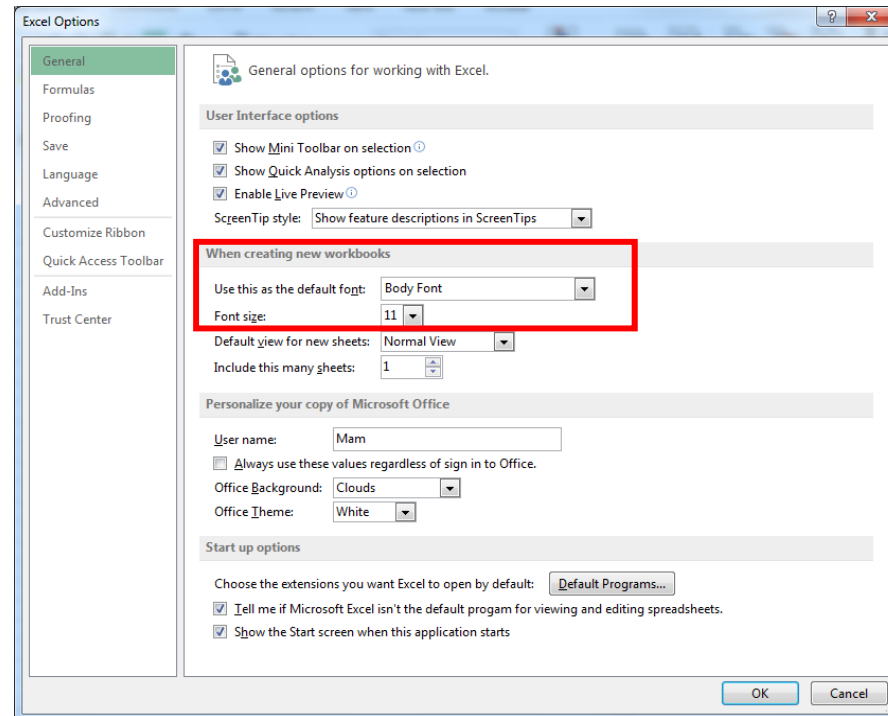 Excel Options
General
Formulas
Proofing
Save
Language
Advanced
Customize Ribbon
Quick Access Toolbar
Add-Ins
Trust Center
General options for working with Excel.
User Interface options
Show Mini Toolbar on selection
Show Quick Analysis options on selection
Enable Live Preview
ScreenTip style: Show feature descriptions in ScreenTips
When creating new workbooks
Use this as the default font: Body Font
Font size: 11
Default view for new sheets: Normal View
Include this many sheets: 1
Personalize your copy of Microsoft Office
User name: Mam
Always use these values regardless of sign in to Office.
Office Background: Clouds
Office Theme: White
Start up options
Choose the extensions you want Excel to open by default: Default Programs...
Tell me if Microsoft Excel isn't the default progam for viewing and editing spreadsheets.
Show the Start screen when this application starts
OK Cancel